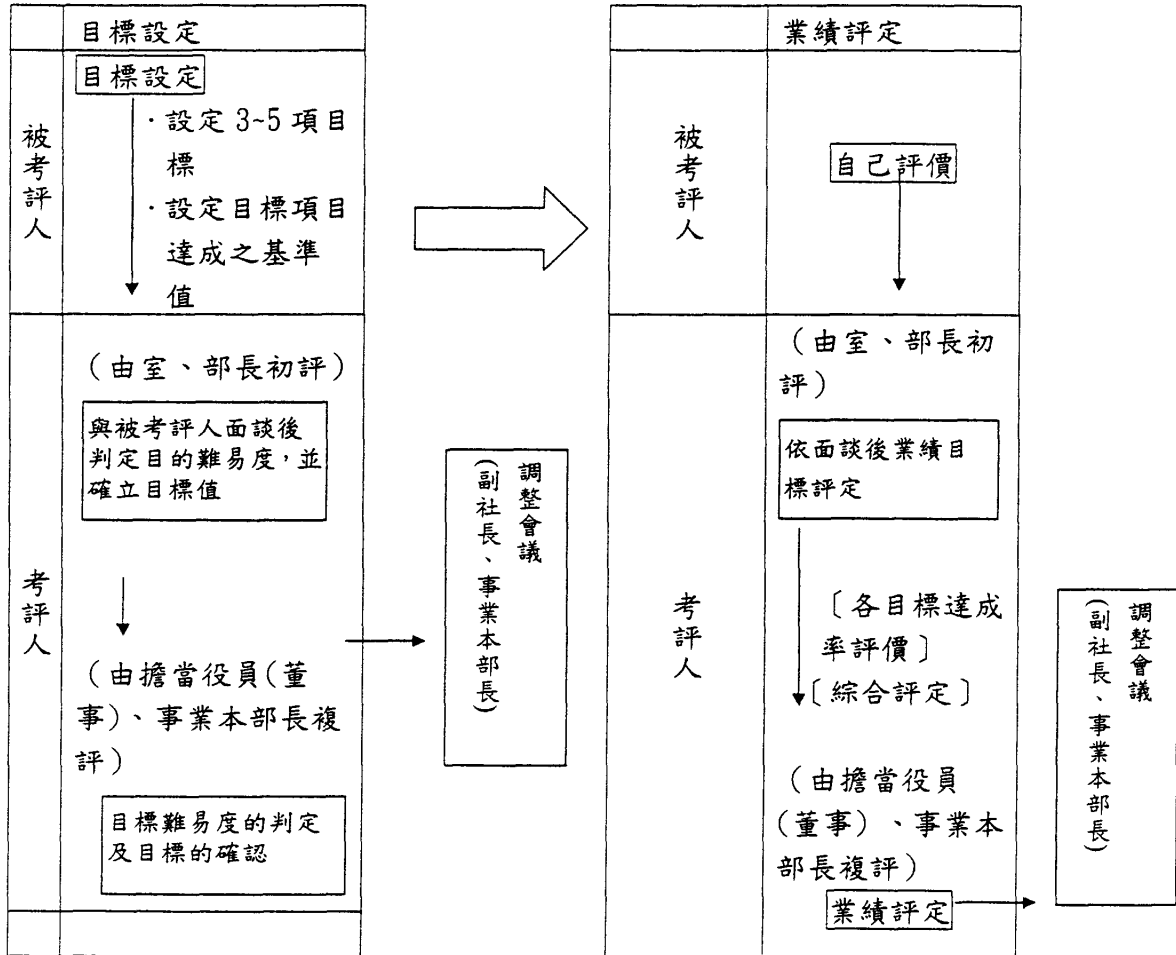 目標設定
目標設定
被考評人
·設定 3~5 項目
標
·設定目標項目
達成之基準
值
考評人
（由室、部長初評）
與被考評人面談後
判定目的難易度，並
確立目標值
（由擔當役員（董
事）、事業本部長複
評）
目標難易度的判定
及目標的確認
調整會議
（副社長、事業本部長）
業績評定
被考評人
自己評價
考評人
（由室、部長初
評）
依面談後業績目
標評定
〔各目標達成
率評價〕
〔綜合評定〕
（由擔當役員
（董事）、事業本
部長複評）
業績評定
調整會議
（副社長、事業本部長）